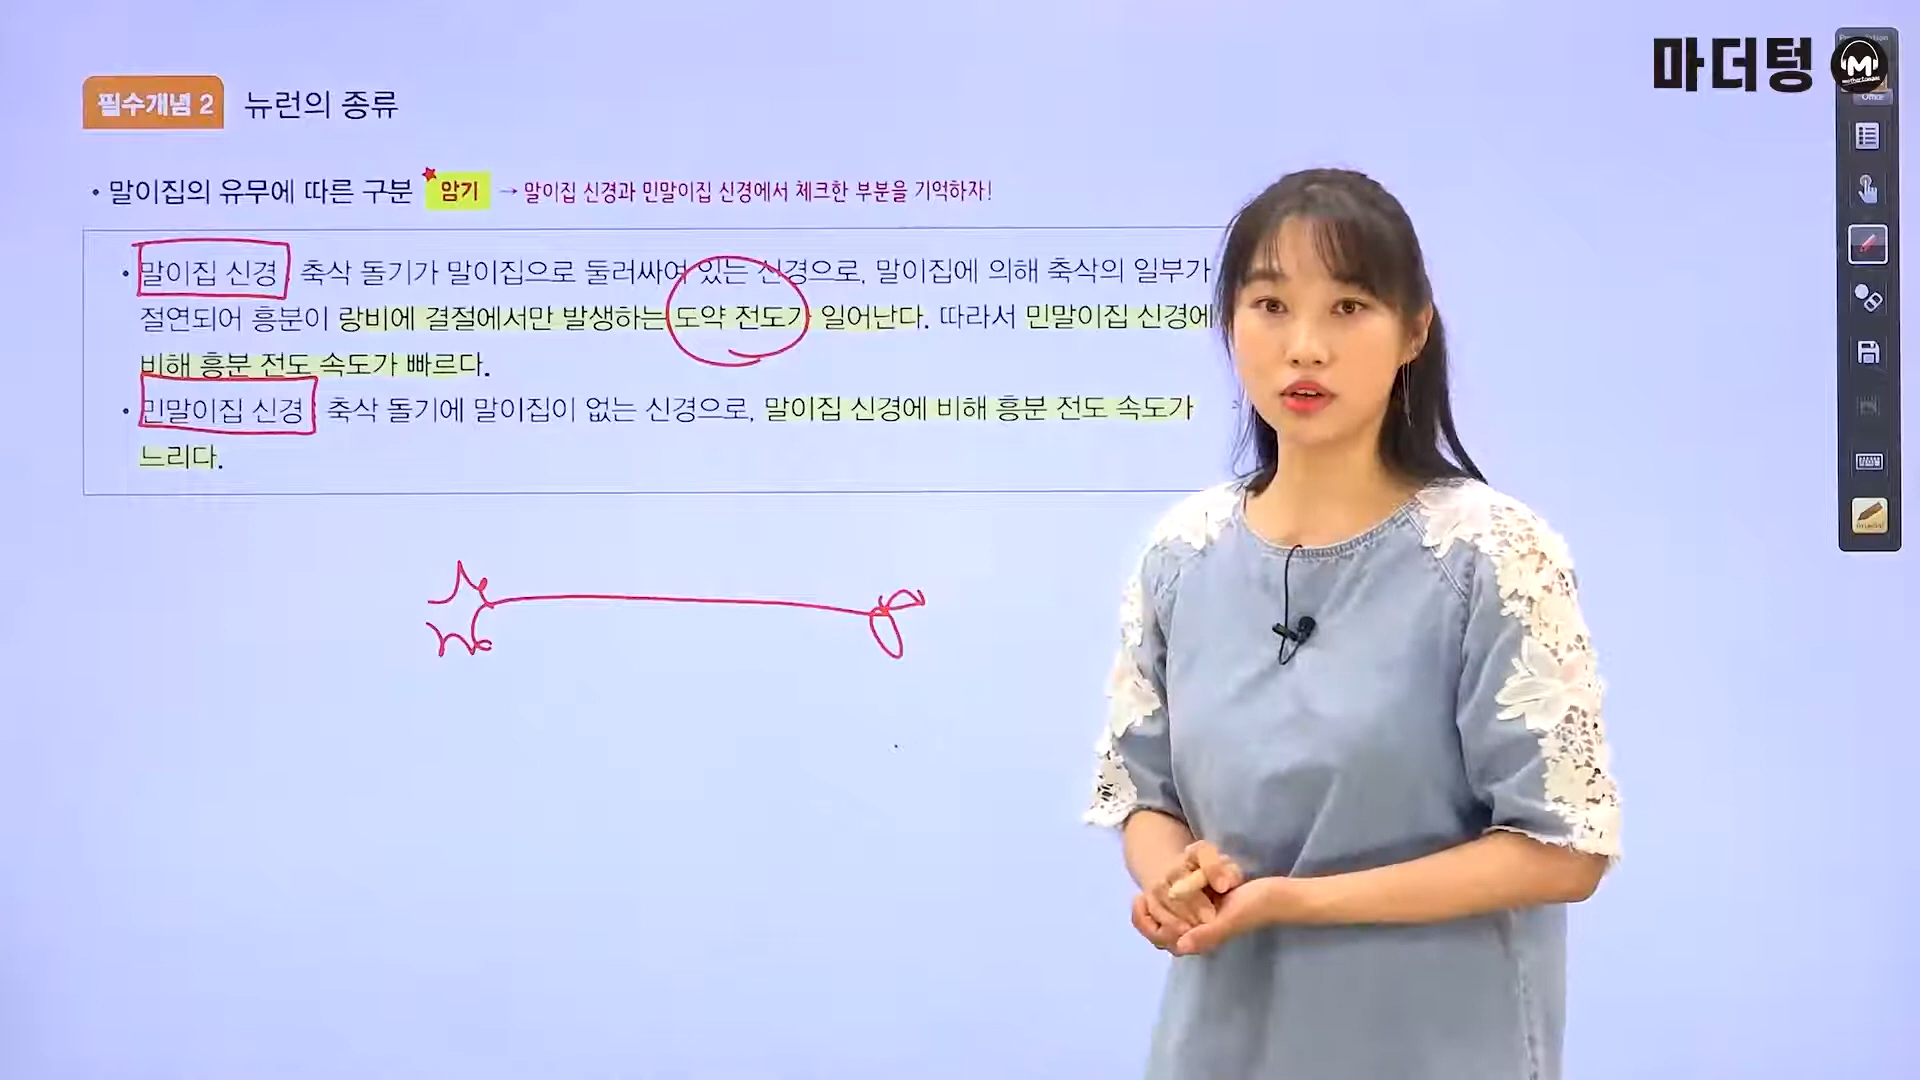 마더텅
필수개념 2 뉴런의 종류
• 말이집의 유무에 따른 구분 암기 → 말이집 신경과 민말이집 신경에서 체크한 부분을 기억하자!
• 말이집 신경 축삭 돌기가 말이집으로 둘러싸여 있는 신경으로, 말이집에 의해 축삭의 일부가
절연되어 흥분이 랑비에 결절에서만 발생하는 도약 전도가 일어난다. 따라서 민말이집 신경에
비해 흥분 전도 속도가 빠르다.
• 민말이집 신경 축삭 돌기에 말이집이 없는 신경으로, 말이집 신경에 비해 흥분 전도 속도가
느리다.